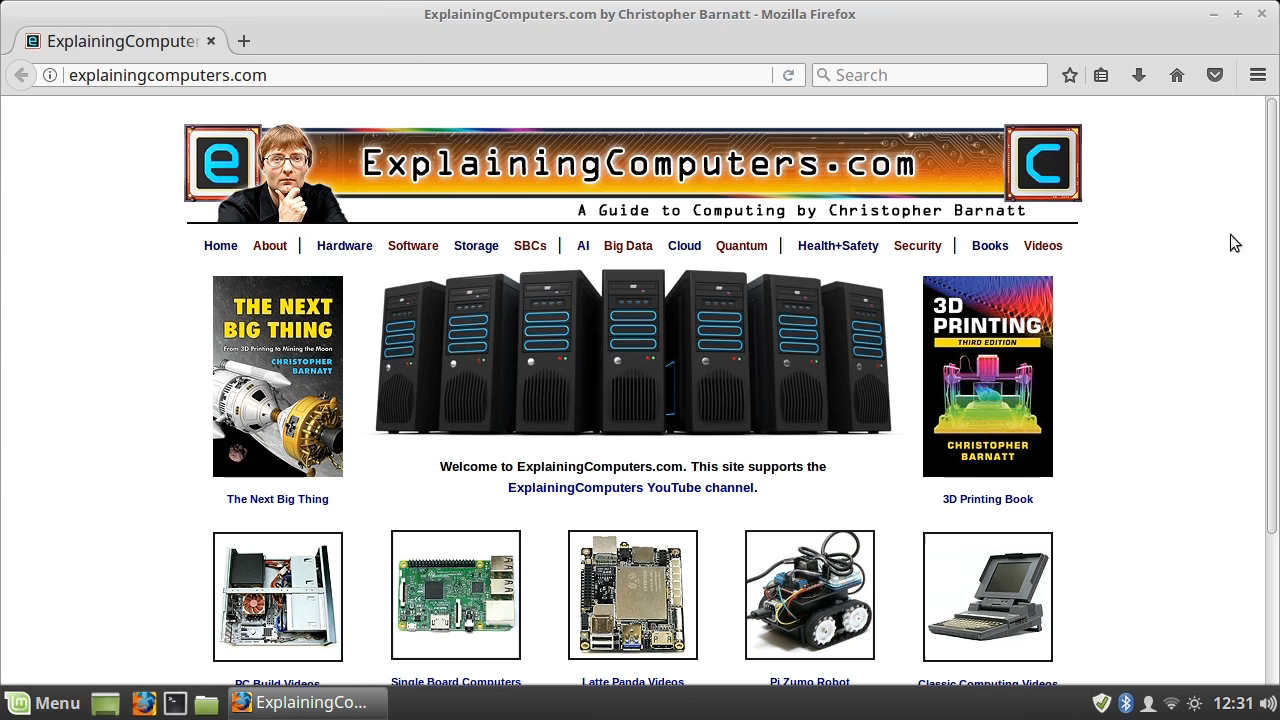 ExplainingComputers.com by Christopher Barnatt - Mozilla Firefox
ExplainingComputer
explainingcomputers.com
Search
e
ExplainingComputers.com
c
A Guide to Computing by Christopher Barnatt
Home About | Hardware Software Storage SBCs | AI Big Data Cloud Quantum | Health+Safety Security | Books Videos
THE NEXT
BIG THING
From 3D Printing to Mining the Moon
CHRISTOPHER
BARNATT
3D
PRINTING
THIRD EDITION
CHRISTOPHER
BARNATT
Welcome to ExplainingComputers.com. This site supports the
ExplainingComputers YouTube channel.
The Next Big Thing
3D Printing Book
PC Build Videos
Single Board Computers
Latte Panda Videos
Pi Zumo Robot
Classic Computing Videos
Menu
ExplainingCo...
12:31